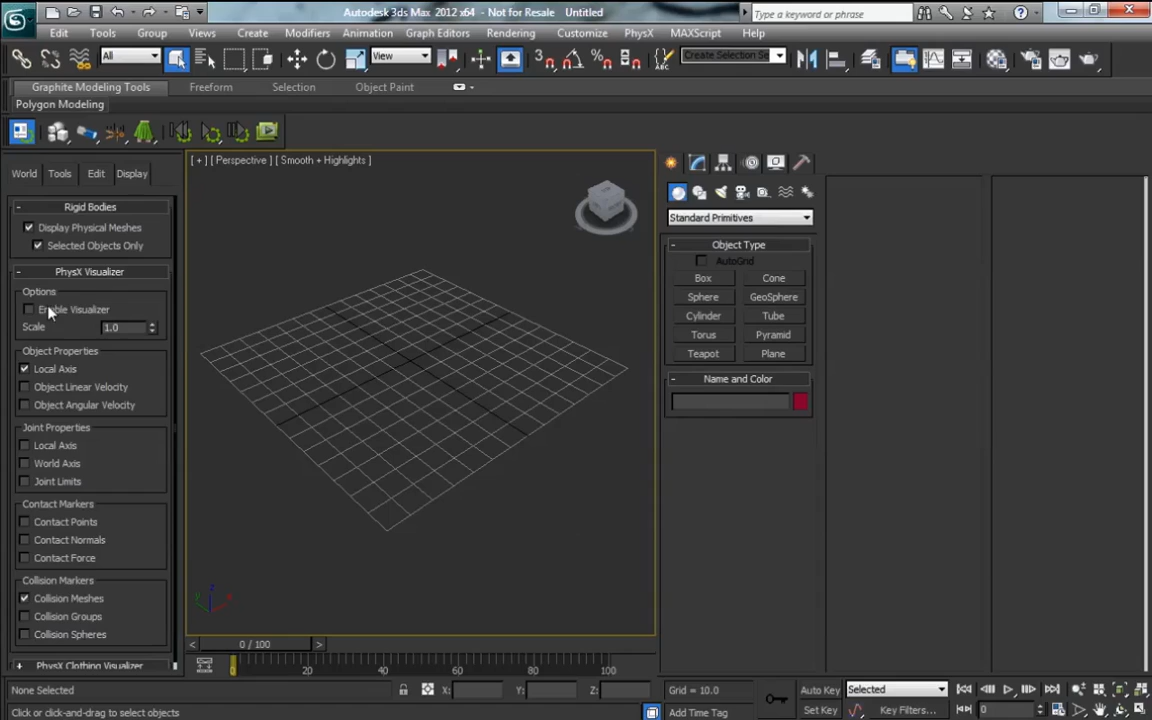 Autodesk 3ds Max 2012 x64 - Not for Resale Untitled
Type a keyword or phrase
Edit Tools Group Views Create Modifiers Animation Graph Editors Rendering Customize PhysX MAXScript Help
All View Create Selection Se
Graphite Modeling Tools Freeform Selection Object Paint
Polygon Modeling
World Tools Edit Display
[ + ] [ Perspective ] [ Smooth + Highlights ]
- Rigid Bodies
Display Physical Meshes
Selected Objects Only
- PhysX Visualizer
Options
Enable Visualizer
Scale 1.0
Object Properties
Local Axis
Object Linear Velocity
Object Angular Velocity
Joint Properties
Local Axis
World Axis
Joint Limits
Contact Markers
Contact Points
Contact Normals
Contact Force
Collision Markers
Collision Meshes
Collision Groups
Collision Spheres
+ PhysX Clothing Visualizer
Standard Primitives
- Object Type
AutoGrid
Box Cone
Sphere GeoSphere
Cylinder Tube
Torus Pyramid
Teapot Plane
- Name and Color
z
y x
< 0 / 100 >
0 20 40 60 80 100
None Selected X: Y: Z: Grid = 10.0 Auto Key Selected
Click or click-and-drag to select objects Add Time Tag Set Key Key Filters... 0